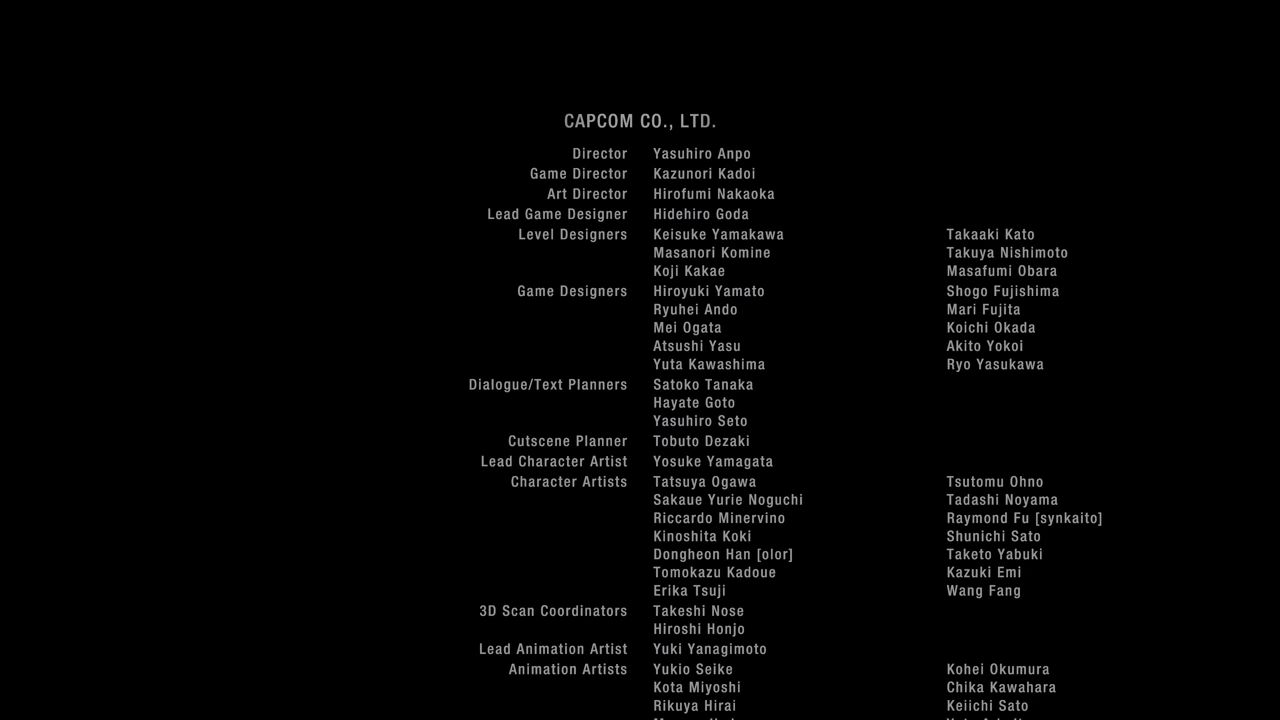 CAPCOM CO., LTD.
Director Yasuhiro Anpo
Game Director Kazunori Kadoi
Art Director Hirofumi Nakaoka
Lead Game Designer Hidehiro Goda
Level Designers Keisuke Yamakawa Takaaki Kato
Masanori Komine Takuya Nishimoto
Koji Kakae Masafumi Obara
Game Designers Hiroyuki Yamato Shogo Fujishima
Ryuhei Ando Mari Fujita
Mei Ogata Koichi Okada
Atsushi Yasu Akito Yokoi
Yuta Kawashima Ryo Yasukawa
Dialogue/Text Planners Satoko Tanaka
Hayate Goto
Yasuhiro Seto
Cutscene Planner Tobuto Dezaki
Lead Character Artist Yosuke Yamagata
Character Artists Tatsuya Ogawa Tsutomu Ohno
Sakaue Yurie Noguchi Tadashi Noyama
Riccardo Minervino Raymond Fu [synkaito]
Kinoshita Koki Shunichi Sato
Dongheon Han [olor] Taketo Yabuki
Tomokazu Kadoue Kazuki Emi
Erika Tsuji Wang Fang
3D Scan Coordinators Takeshi Nose
Hiroshi Honjo
Lead Animation Artist Yuki Yanagimoto
Animation Artists Yukio Seike Kohei Okumura
Kota Miyoshi Chika Kawahara
Rikuya Hirai Keiichi Sato